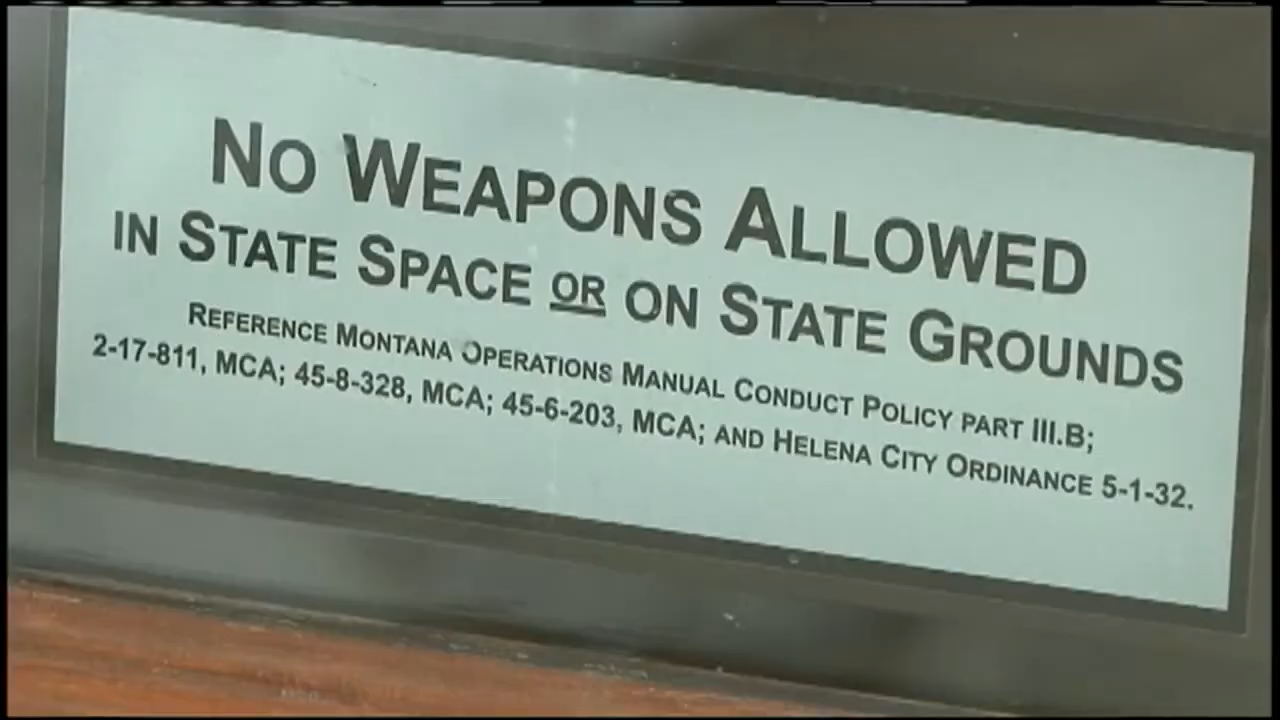 NO WEAPONS ALLOWED
IN STATE SPACE OR ON STATE GROUNDS
REFERENCE MONTANA OPERATIONS MANUAL CONDUCT POLICY PART III.B;
2-17-811, MCA; 45-8-328, MCA; 45-6-203, MCA; AND HELENA CITY ORDINANCE 5-1-32.